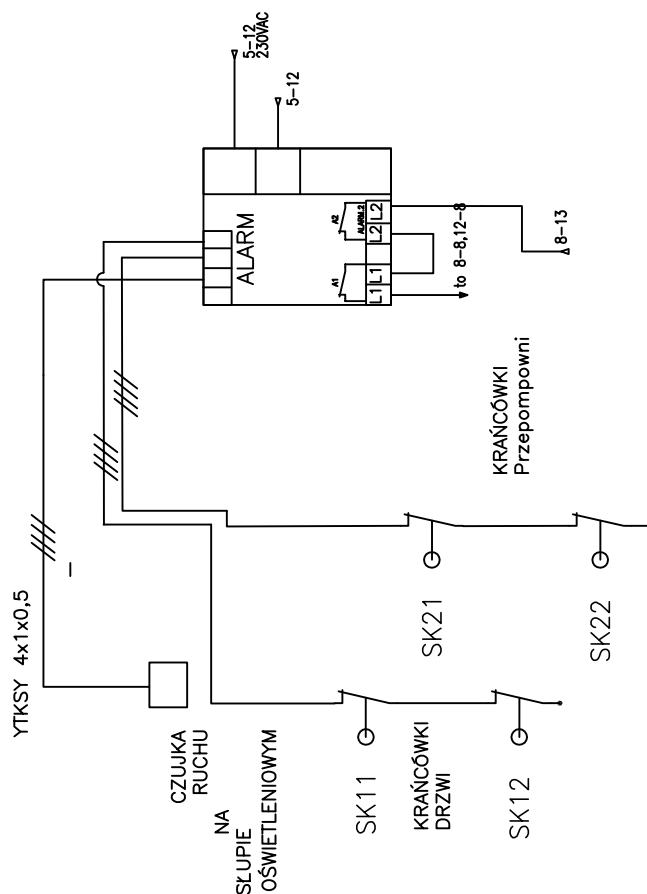 5-12
230VAC
5-12
ALARM
A1
A2
ALARM.2
L1
L1
L2
L2
to 8-8,12-8
8-13
KRAŃCÓWKI
Przepompowni
YTKSY 4x1x0,5
CZUJKA
RUCHU
NA
SŁUPIE
OŚWIETLENIOWYM
SK21
SK22
SK11
KRAŃCÓWKI
DRZWI
SK12